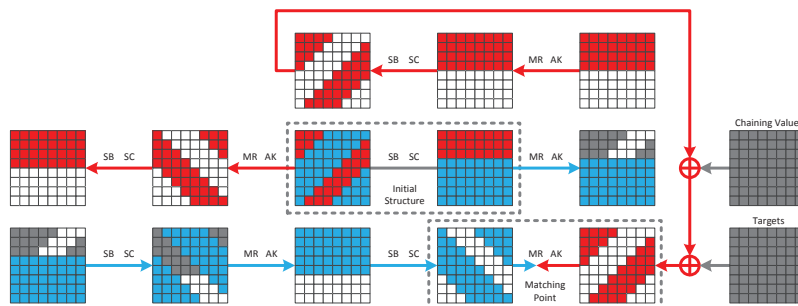 SB SC
MR AK
Chaining Value
SB SC
MR AK
SB SC
MR AK
Initial
Structure
Targets
SB SC
MR AK
SB SC
MR AK
Matching
Point